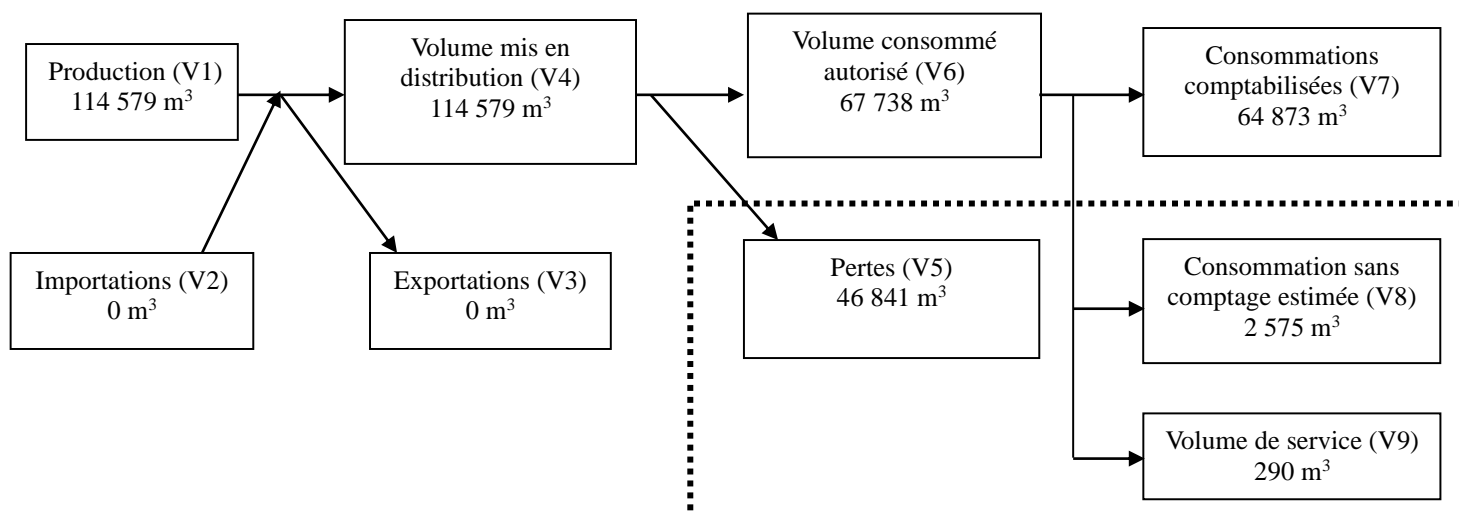 Production (V1)
114 579 m³
Volume mis en
distribution (V4)
114 579 m³
Volume consommé
autorisé (V6)
67 738 m³
Consommations
comptabilisées (V7)
64 873 m³
Importations (V2)
0 m³
Exportations (V3)
0 m³
Pertes (V5)
46 841 m³
Consommation sans
comptage estimée (V8)
2 575 m³
Volume de service (V9)
290 m³